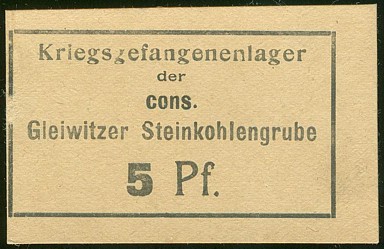 Kriegsgefangenenlager
der
cons.
Gleiwitzer Steinkohlengrube
5 Pf.